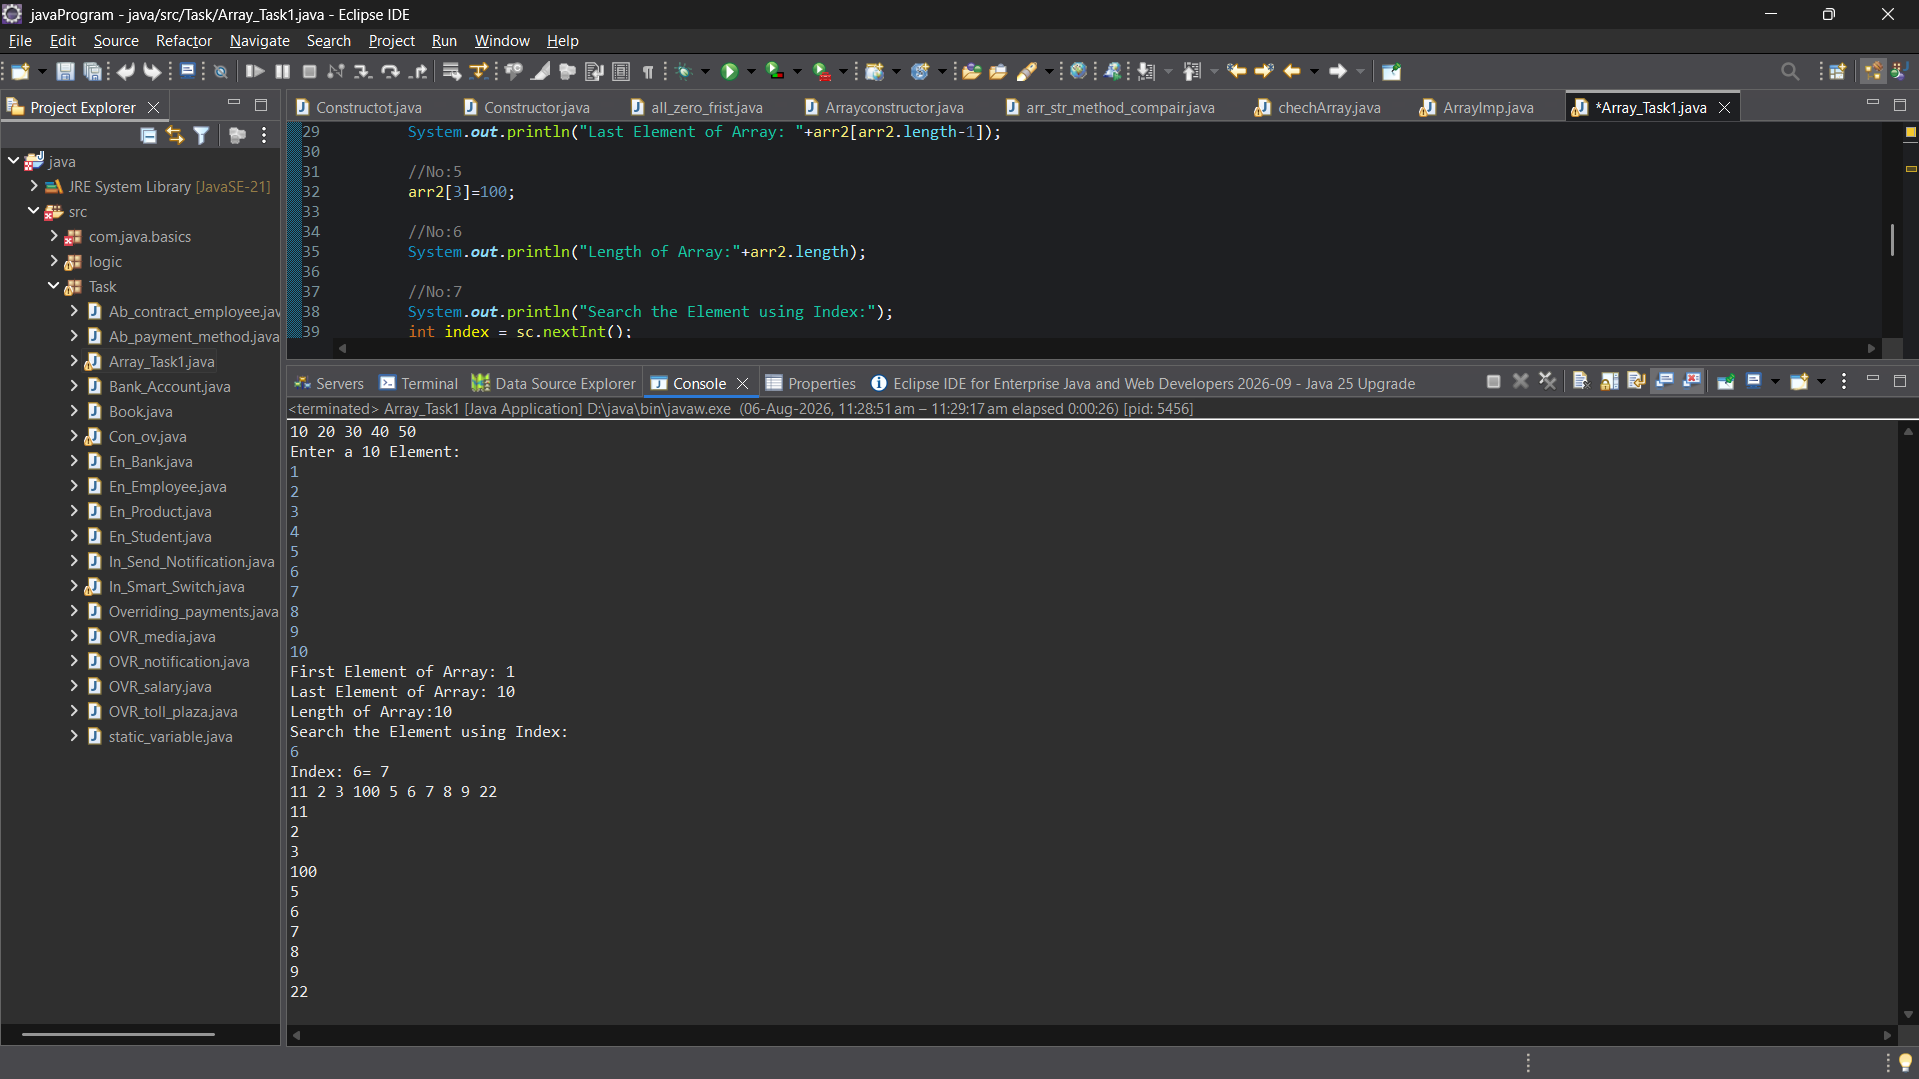 javaProgram - java/src/Task/Array_Task1.java - Eclipse IDE
File Edit Source Refactor Navigate Search Project Run Window Help
Project Explorer
java
JRE System Library [JavaSE-21]
src
com.java.basics
logic
Task
Ab_contract_employee.jav
Ab_payment_method.java
Array_Task1.java
Bank_Account.java
Book.java
Con_ov.java
En_Bank.java
En_Employee.java
En_Product.java
En_Student.java
In_Send_Notification.java
In_Smart_Switch.java
Overriding_payments.java
OVR_media.java
OVR_notification.java
OVR_salary.java
OVR_toll_plaza.java
static_variable.java
Constructot.java Constructor.java all_zero_frist.java Arrayconstructor.java arr_str_method_compair.java chechArray.java ArrayImp.java *Array_Task1.java
29 System.out.println("Last Element of Array: "+arr2[arr2.length-1]);
30
31 //No:5
32 arr2[3]=100;
33
34 //No:6
35 System.out.println("Length of Array:"+arr2.length);
36
37 //No:7
38 System.out.println("Search the Element using Index:");
39 int index = sc.nextInt();
Servers Terminal Data Source Explorer Console Properties Eclipse IDE for Enterprise Java and Web Developers 2026-09 - Java 25 Upgrade
<terminated> Array_Task1 [Java Application] D:\java\bin\javaw.exe (06-Aug-2026, 11:28:51 am – 11:29:17 am elapsed 0:00:26) [pid: 5456]
10 20 30 40 50
Enter a 10 Element:
1
2
3
4
5
6
7
8
9
10
First Element of Array: 1
Last Element of Array: 10
Length of Array:10
Search the Element using Index:
6
Index: 6= 7
11 2 3 100 5 6 7 8 9 22
11
2
3
100
5
6
7
8
9
22